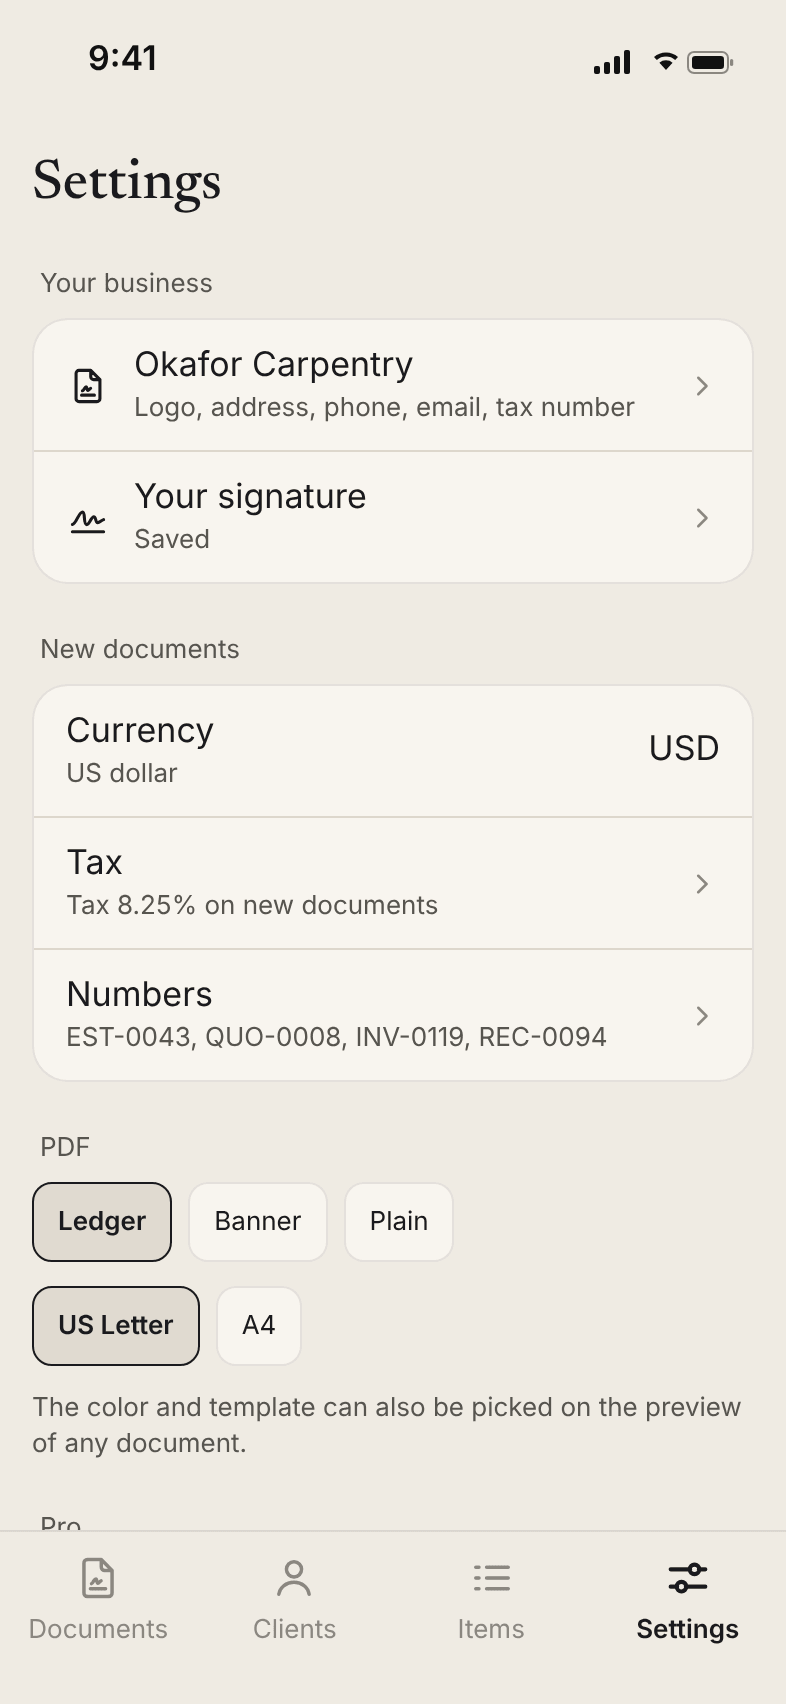 9:41
Settings
Your business
Okafor Carpentry
Logo, address, phone, email, tax number
Your signature
Saved
New documents
Currency
US dollar
USD
Tax
Tax 8.25% on new documents
Numbers
EST-0043, QUO-0008, INV-0119, REC-0094
PDF
Ledger Banner Plain
US Letter A4
The color and template can also be picked on the preview
of any document.
Pro
Documents Clients Items Settings